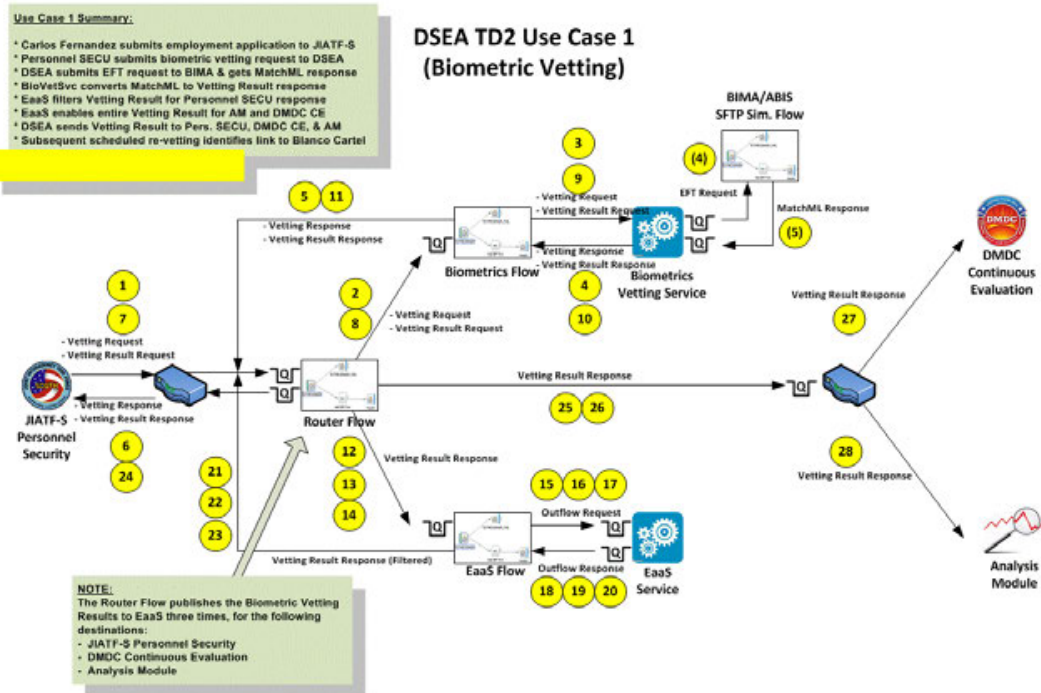 Use Case 1 Summary:
* Carlos Fernandez submits employment application to JIATF-S
* Personnel SECU submits biometric vetting request to DSEA
* DSEA submits EFT request to BIMA & gets MatchML response
* BioVetSvc converts MatchML to Vetting Result response
* EaaS filters Vetting Result for Personnel SECU response
* EaaS enables entire Vetting Result for AM and DMDC CE
* DSEA sends Vetting Result to Pers. SECU, DMDC CE, & AM
* Subsequent scheduled re-vetting identifies link to Blanco Cartel
DSEA TD2 Use Case 1
(Biometric Vetting)
BIMA/ABIS
SFTP Sim. Flow
(4)
EFT Request
MatchML Response
(5)
3
9
- Vetting Request
- Vetting Result Request
5
11
- Vetting Response
- Vetting Result Response
Q
Biometrics Flow
- Vetting Response
- Vetting Result Response
4
10
Q
Q
Biometrics
Vetting Service
DMDC
DMDC
Continuous
Evaluation
1
7
- Vetting Request
- Vetting Result Request
2
8
- Vetting Request
- Vetting Result Request
JIATF-S
Personnel
Security
- Vetting Response
- Vetting Result Response
6
24
Q
Q
Router Flow
Vetting Result Response
25
26
Q
Vetting Result Response
27
28
Vetting Result Response
21
22
23
12
13
14
Vetting Result Response
15
16
17
Outflow Request
Q
Q
Q
Vetting Result Response (Filtered)
EaaS Flow
Outflow Response
18
19
20
EaaS
Service
Analysis
Module
NOTE:
The Router Flow publishes the Biometric Vetting
Results to EaaS three times, for the following
destinations:
- JIATF-S Personnel Security
- DMDC Continuous Evaluation
- Analysis Module